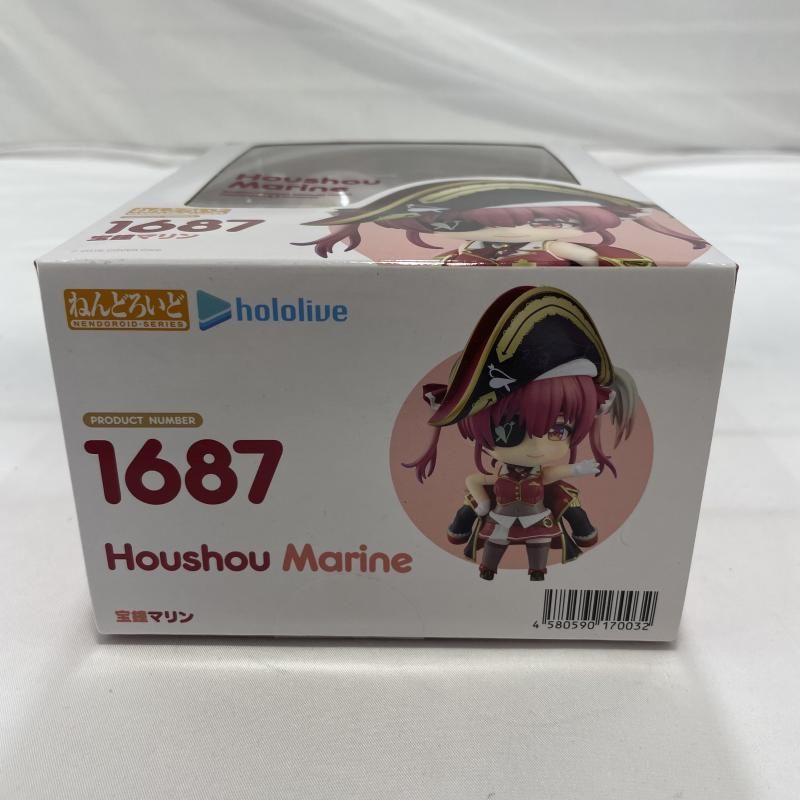 Houshou
Marine
1687
宝鐘マリン
ねんどろいど
NENDOROID・SERIES
hololive
PRODUCT NUMBER
1687
Houshou Marine
宝鐘マリン
4 580590 170032